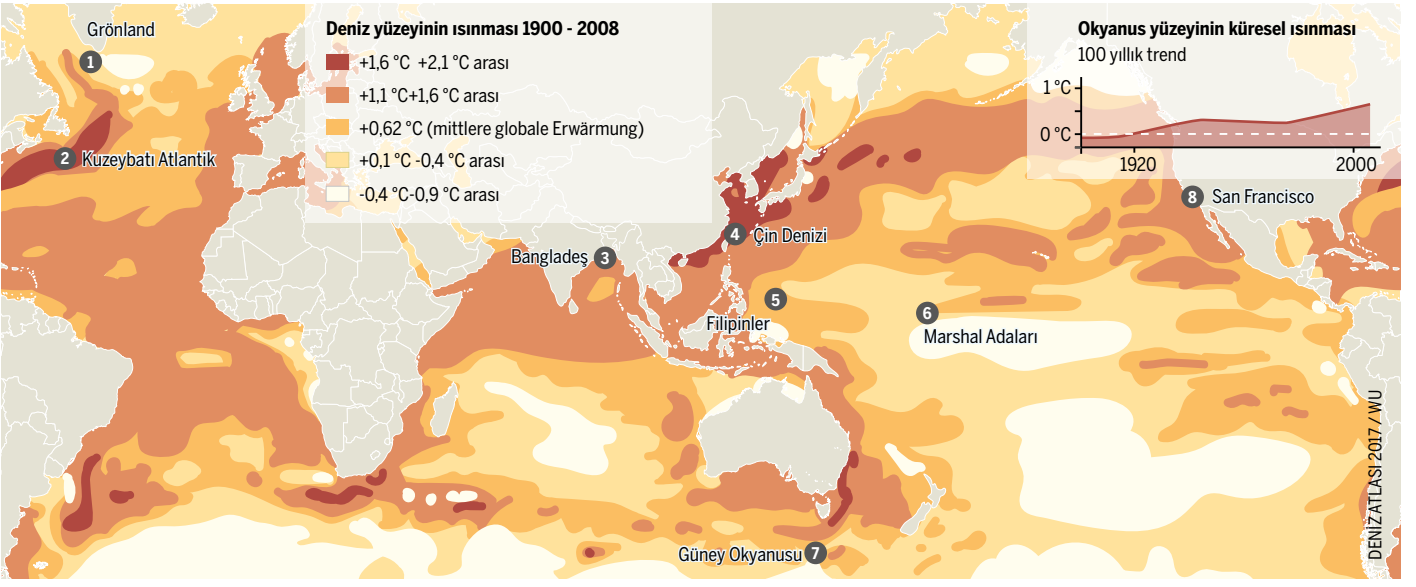 Deniz yüzeyinin ısınması 1900 - 2008
+1,6 °C +2,1 °C arası
+1,1 °C+1,6 °C arası
+0,62 °C (mittlere globale Erwärmung)
+0,1 °C -0,4 °C arası
-0,4 °C-0,9 °C arası
Okyanus yüzeyinin küresel ısınması
100 yıllık trend
1 °C
0 °C
1920
2000
Grönland
1
2 Kuzeybatı Atlantik
Bangladeş 3
4 Çin Denizi
5
Filipinler
6
Marshal Adaları
Güney Okyanusu 7
8 San Francisco
DENİZ ATLASI 2017 / WU